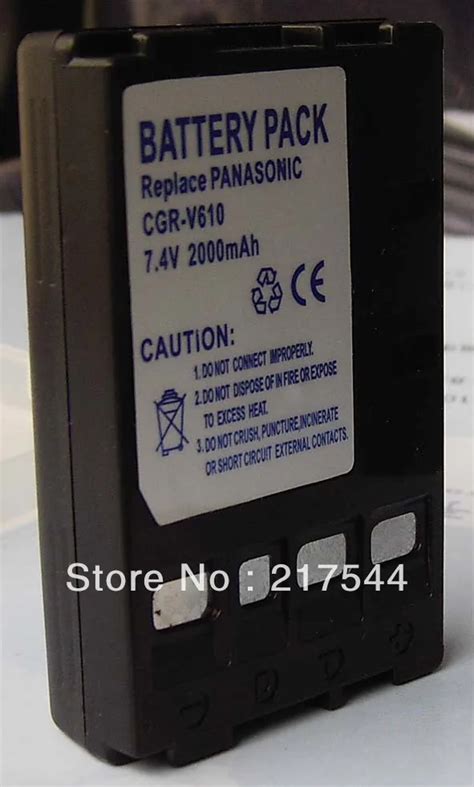 BATTERY PACK
Replace PANASONIC
CGR-V610
7.4V 2000mAh
CE
CAUTION:
1.DO NOT CONNECT IMPROPERLY.
2.DO NOT DISPOSE OF IN FIRE OR EXPOSE
TO EXCESS HEAT.
3.DO NOT CRUSH, PUNCTURE,INCINERATE
OR SHORT CIRCUIT EXTERNAL CONTACTS.
Store No : 217544